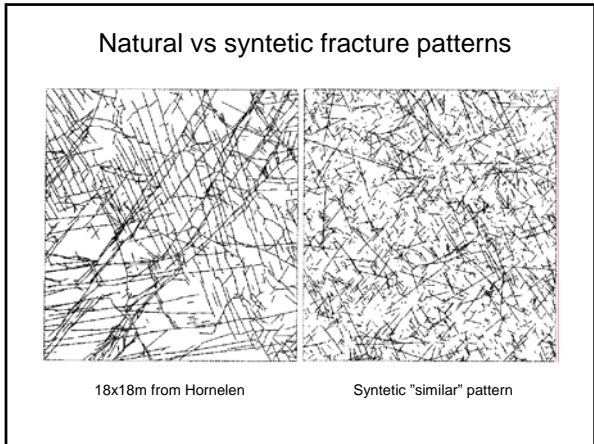 Natural vs syntetic fracture patterns
18x18m from Hornelen
Syntetic ”similar” pattern